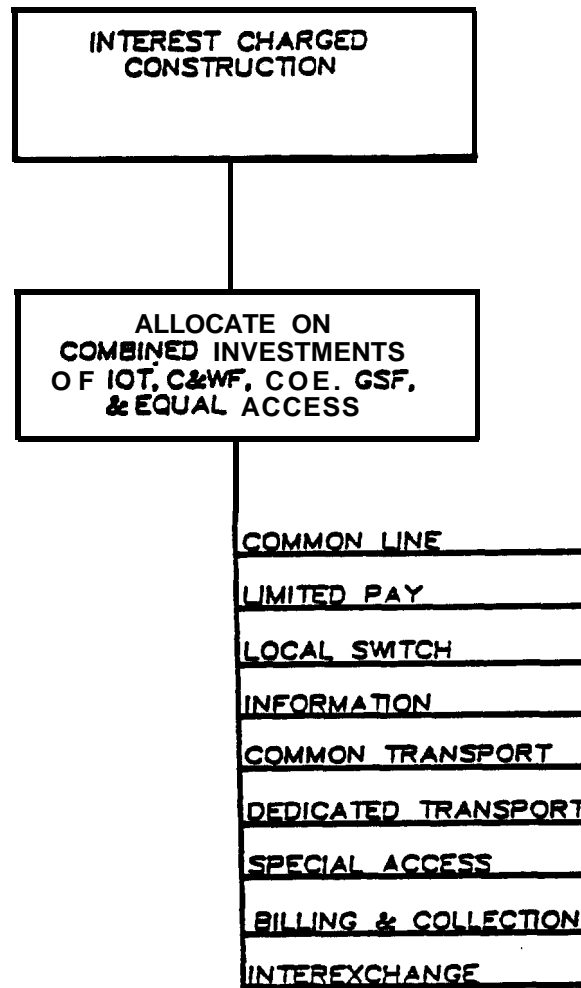 INTEREST CHARGED
CONSTRUCTION
ALLOCATE ON
COMBINED INVESTMENTS
OF IOT, C&WF, COE. GSF,
& EQUAL ACCESS
COMMON LINE
LIMITED PAY
LOCAL SWITCH
INFORMATION
COMMON TRANSPORT
DEDICATED TRANSPORT
SPECIAL ACCESS
BILLING & COLLECTION
INTEREXCHANGE